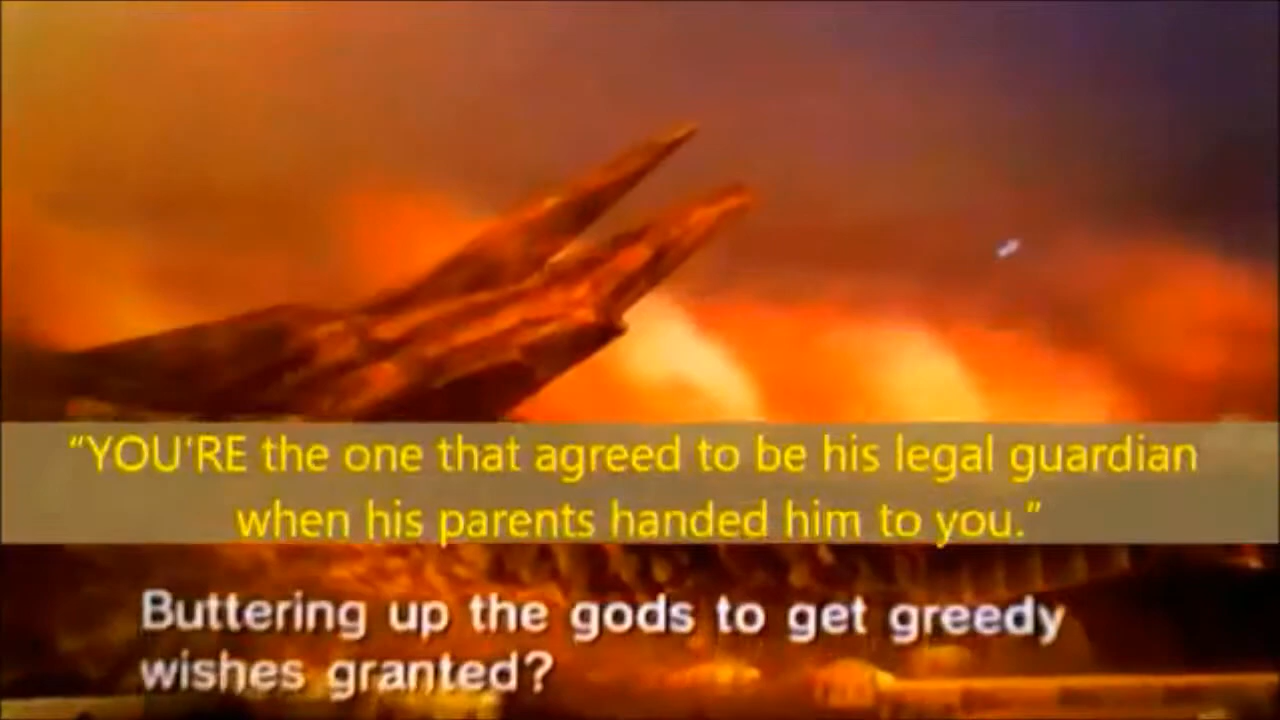 “YOU’RE the one that agreed to be his legal guardian
when his parents handed him to you.”
Buttering up the gods to get greedy
wishes granted?